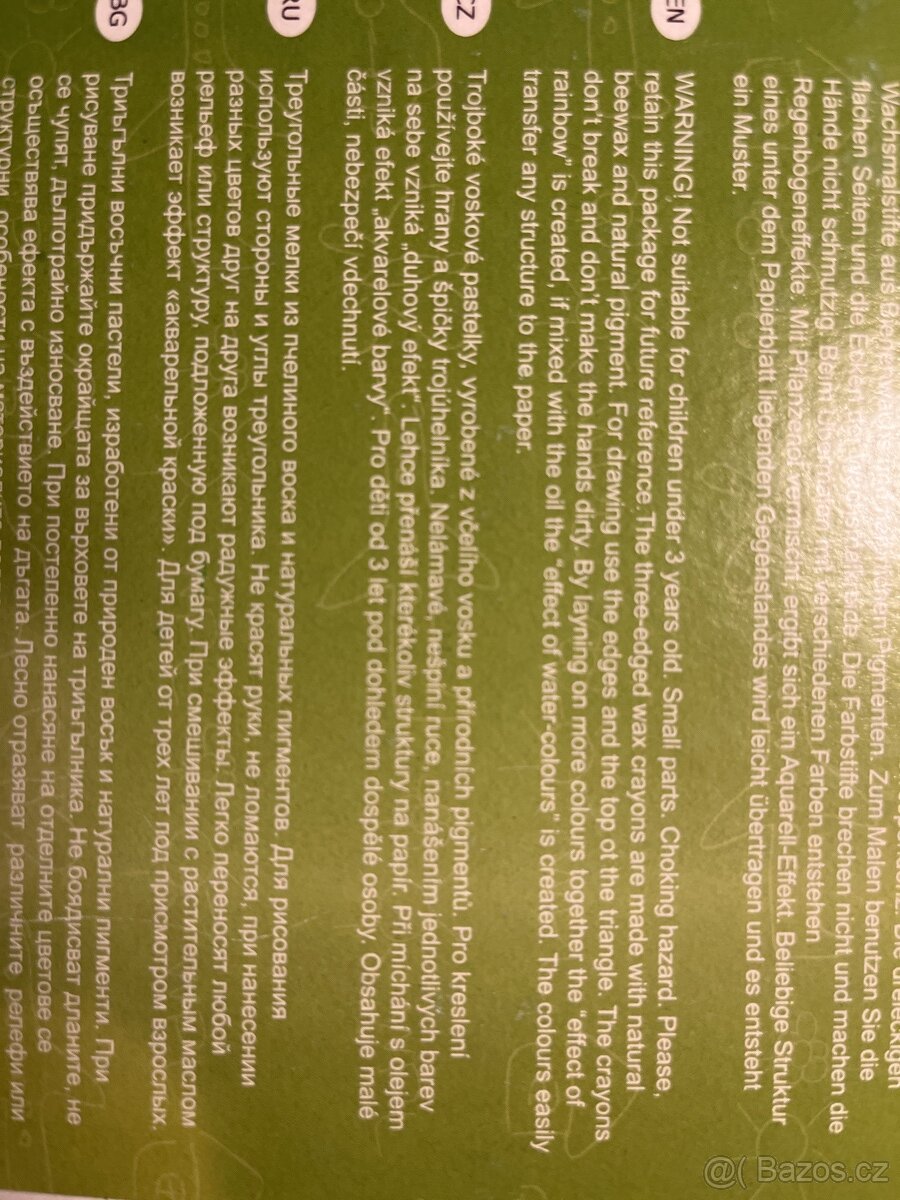 Wachsmalstifte aus
flachen Seiten und die Ecken Die Farbstifte brechen nicht und machen die
Hände nicht schmutzig. Beim verschiedenen Farben entstehen
Regenbogeneffekte. Mit Pflanzenöl vermischt, ergibt sich ein Aquarell-Effekt. Beliebige Struktur
eines unter dem Papierblatt liegenden Gegenstandes wird leicht übertragen und es entsteht
ein Muster.
EN
WARNING! Not suitable for children under 3 years old. Small parts. Choking hazard. Please,
retain this package for future reference. The three-edged wax crayons are made with natural
beewax and natural pigment. For drawing use the edges and the top ot the triangle. The crayons
don't break and don't make the hands dirty. By layning on more colours together the "effect of
rainbow" is created, if mixed with the oil the "effect of water-colours" is created. The colours easily
transfer any structure to the paper.
CZ
Trojboké voskové pastelky, vyrobené z včelího vosku a přírodních pigmentů. Pro kreslení
používejte hrany a špičky trojúhelníka. Nelámavé, nešpiní ruce, nanášením jednotlivých barev
na sebe vzniká „duhový efekt“. Lehce přenáší kterékoliv struktury na papír. Při míchání s olejem
vzniká efekt „akvarelové barvy“. Pro děti od 3 let pod dohledem dospělé osoby. Obsahuje malé
části, nebezpečí vdechnutí.
RU
Треугольные мелки из пчелиного воска и натуральных пигментов. Для рисования
используют стороны и углы треугольника. Не красят руки, не ломаются, при нанесении
разных цветов друг на друга возникают радужные эффекты. Легко переносят любой
рельеф или структуру, подложенную под бумагу. При смешивании с растительным маслом
возникает эффект «акварельной краски». Для детей от трех лет под присмотром взрослых.
BG
Триъгълни восъчни пастели, изработени от природен восък и натурални пигменти. При
рисуване придържайте окрайщата за върховете на триъгълника. Не боядисват дланите, не
се чупят, дълготрайно износване. При постепенно нанасяне на отделните цветове се
осъществява ефекта с въздействието на дъгата. Лесно отразяват различните релефи или
@( Bazos.cz